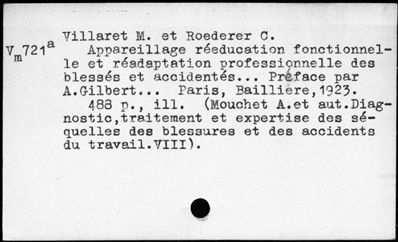 Villaret M. et Roederer C.
Vm721a
Appareillage rééducation fonctionnel-
le et réadaptation professionnelle des
blessés et accidentés... Préface par
A.Gilbert... Paris, Baillière,1923.
488 p., ill. (Mouchet A.et aut.Diag-
nostic,traitement et expertise des sé-
quelles des blessures et des accidents
du travail.VIII).